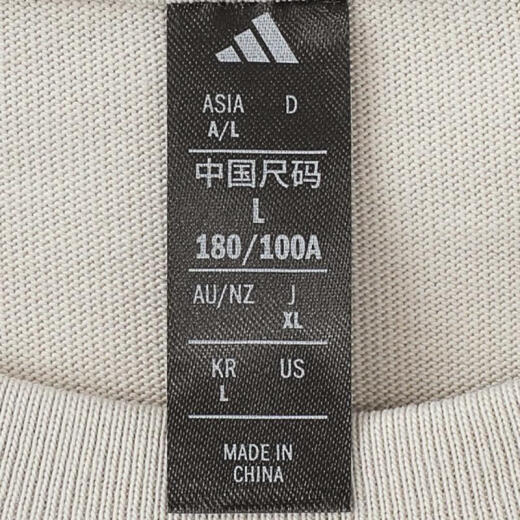 ASIA D
A/L
中国尺码
L
180/100A
AU/NZ J
XL
KR US
L
MADE IN
CHINA